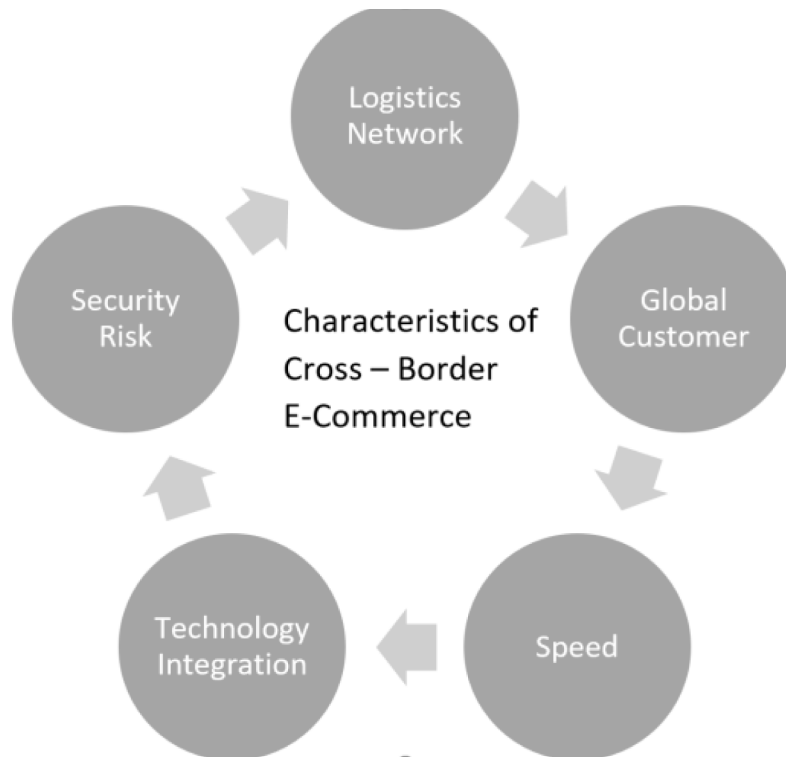 Logistics
Network
Global
Customer
Speed
Technology
Integration
Security
Risk
Characteristics of
Cross – Border
E-Commerce